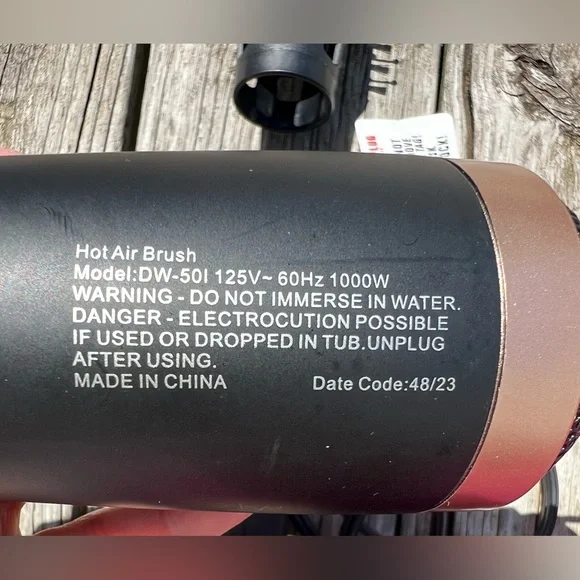 Hot Air Brush
Model:DW-50I 125V~ 60Hz 1000W
WARNING - DO NOT IMMERSE IN WATER.
DANGER - ELECTROCUTION POSSIBLE
IF USED OR DROPPED IN TUB.UNPLUG
AFTER USING.
MADE IN CHINA Date Code:48/23